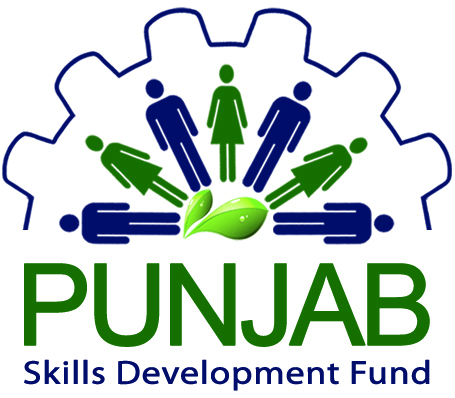 PUNJAB
Skills Development Fund